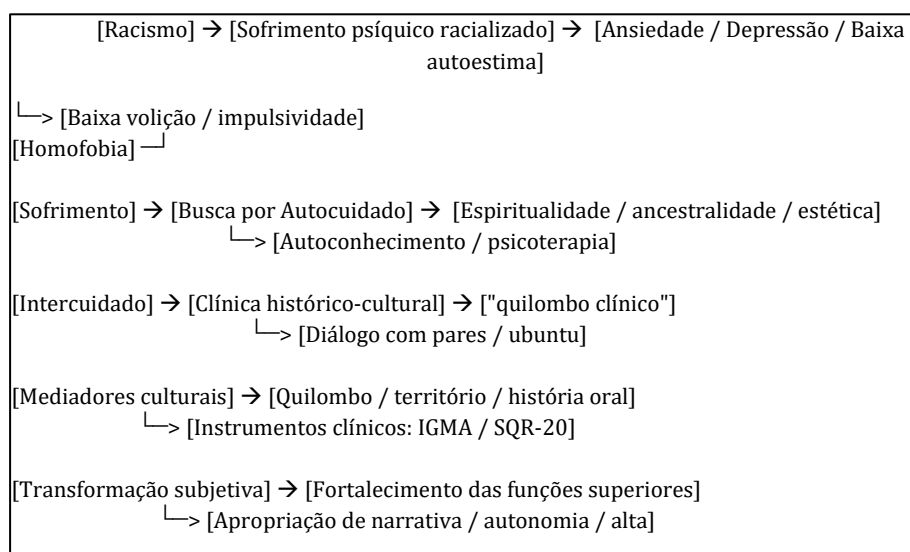 [Racismo] → [Sofrimento psíquico racializado] → [Ansiedade / Depressão / Baixa
autoestima]
└─> [Baixa volição / impulsividade]
[Homofobia] ─┘
[Sofrimento] → [Busca por Autocuidado] → [Espiritualidade / ancestralidade / estética]
└─> [Autoconhecimento / psicoterapia]
[Intercuidado] → [Clínica histórico-cultural] → ["quilombo clínico"]
└─> [Diálogo com pares / ubuntu]
[Mediadores culturais] → [Quilombo / território / história oral]
└─> [Instrumentos clínicos: IGMA / SQR-20]
[Transformação subjetiva] → [Fortalecimento das funções superiores]
└─> [Apropriação de narrativa / autonomia / alta]